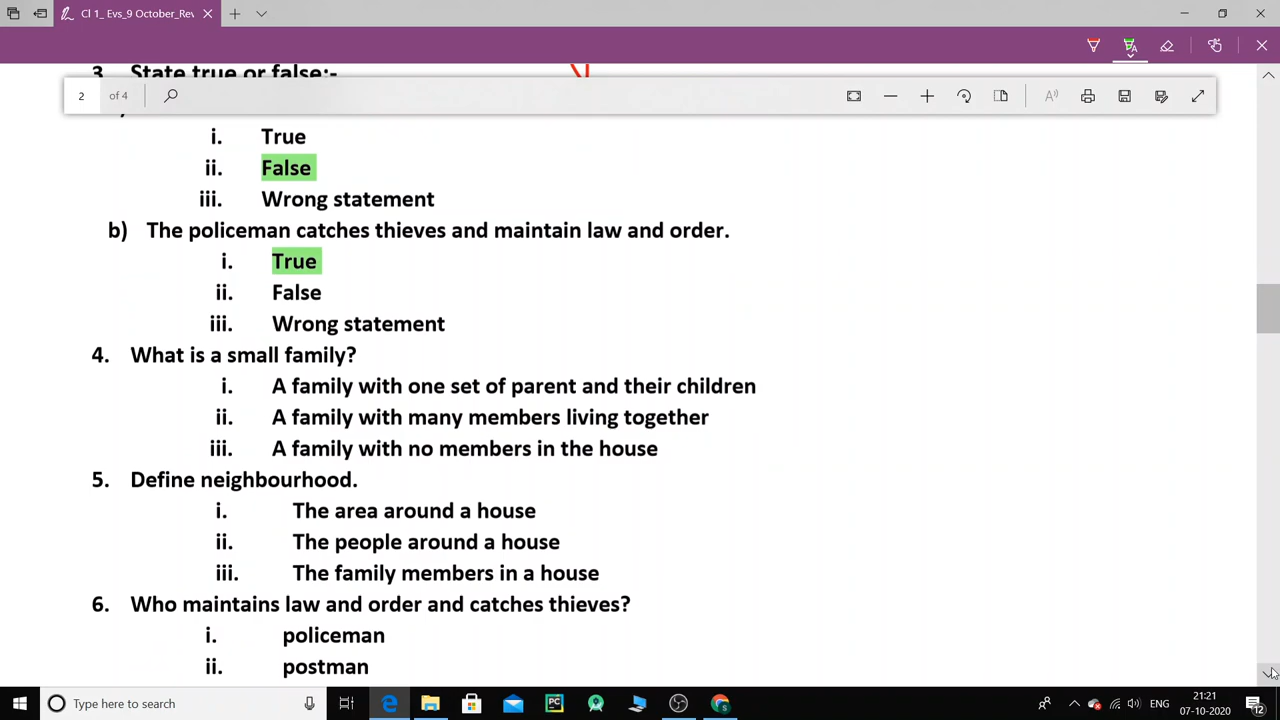 Cl 1_ Evs_9 October_Rev
3. State true or false:-
2 of 4
i. True
ii. False
iii. Wrong statement
b) The policeman catches thieves and maintain law and order.
i. True
ii. False
iii. Wrong statement
4. What is a small family?
i. A family with one set of parent and their children
ii. A family with many members living together
iii. A family with no members in the house
5. Define neighbourhood.
i. The area around a house
ii. The people around a house
iii. The family members in a house
6. Who maintains law and order and catches thieves?
i. policeman
ii. postman
Type here to search
PC
ENG
21:21
07-10-2020
12